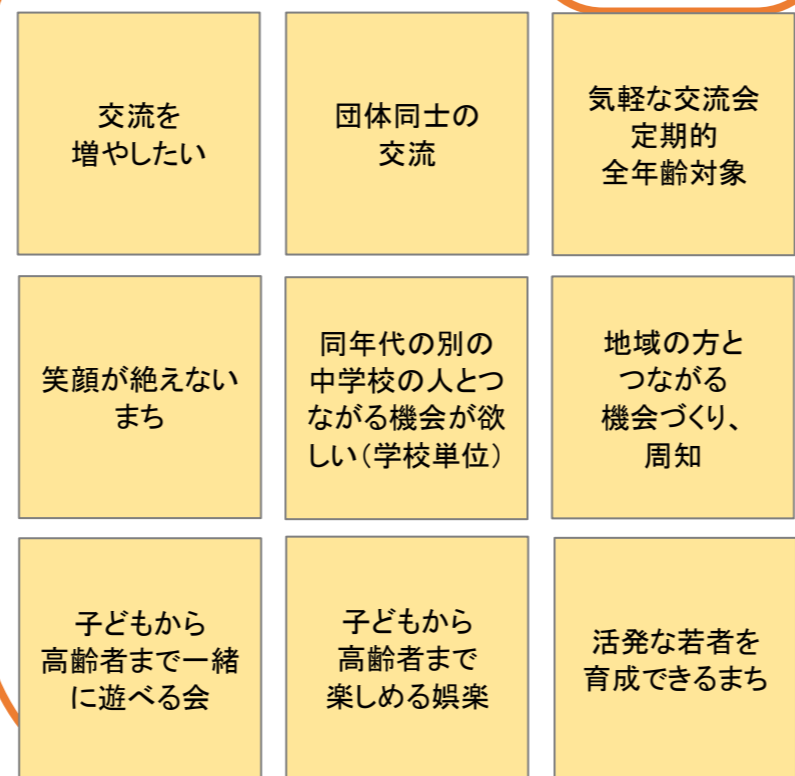 交流を
増やしたい
団体同士の
交流
気軽な交流会
定期的
全年齢対象
笑顔が絶えない
まち
同年代の別の
中学校の人とつ
ながる機会が欲
しい（学校単位）
地域の方と
つながる
機会づくり、
周知
子どもから
高齢者まで一緒
に遊べる会
子どもから
高齢者まで
楽しめる娯楽
活発な若者を
育成できるまち